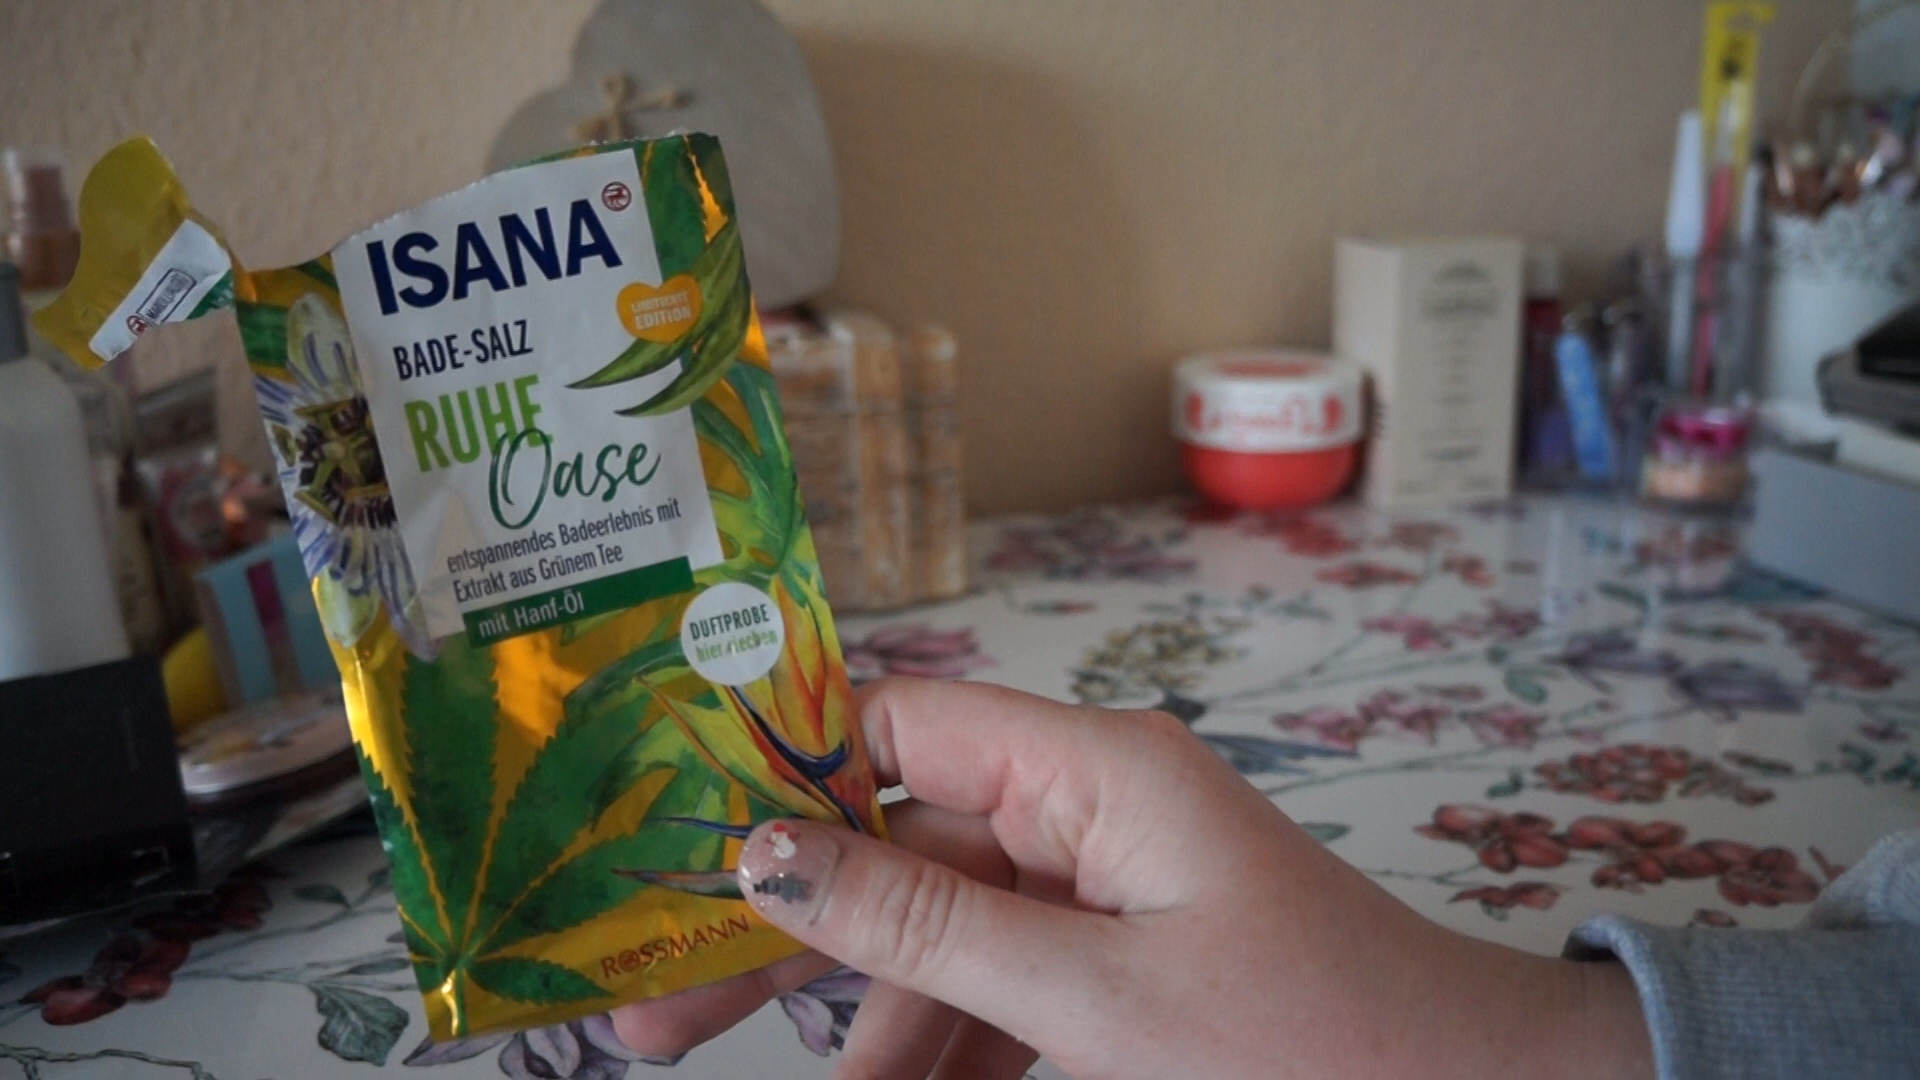 ISANA
LIMITIERTE
EDITION
BADE-SALZ
RUHE
Oase
entspannendes Badeerlebnis mit
Extrakt aus Grünem Tee
mit Hanf-Öl
DUFTPROBE
hier riechen
ROSSMANN